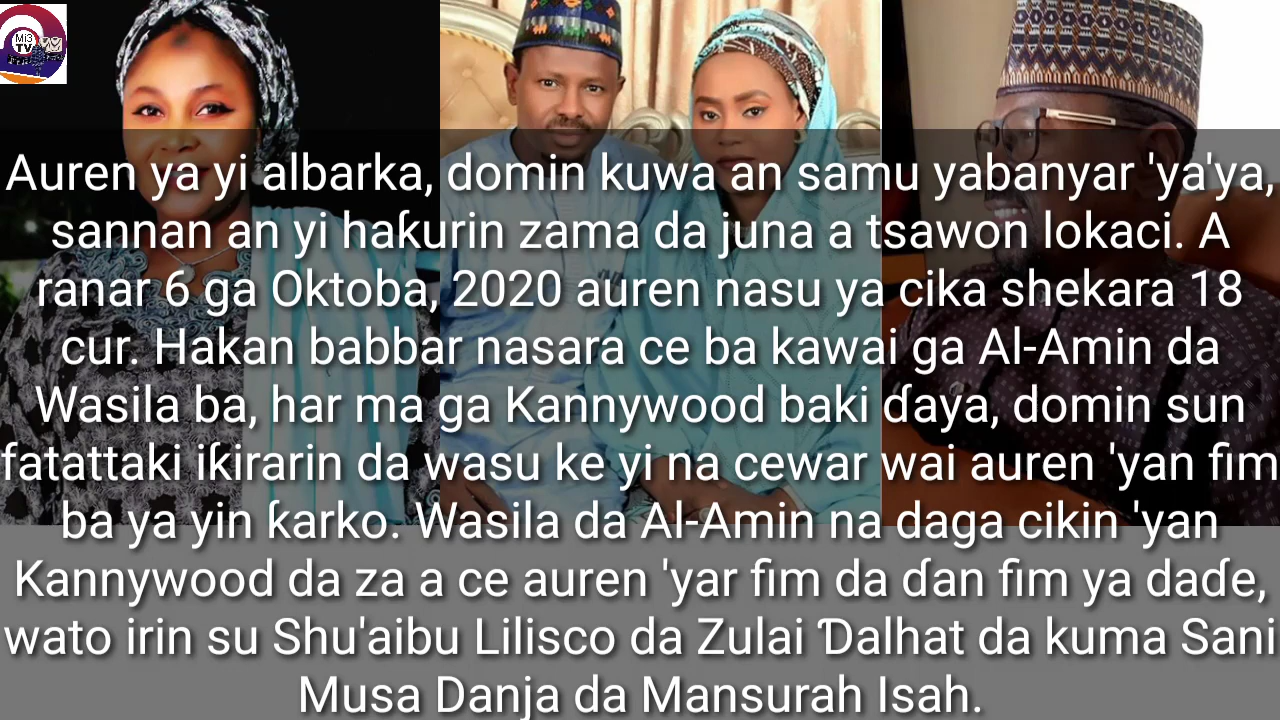 Mi3
TV
Auren ya yi albarka, domin kuwa an samu yabanyar 'ya'ya,
sannan an yi haƙurin zama da juna a tsawon lokaci. A
ranar 6 ga Oktoba, 2020 auren nasu ya cika shekara 18
cur. Hakan babbar nasara ce ba kawai ga Al-Amin da
Wasila ba, har ma ga Kannywood baki ɗaya, domin sun
fatattaki iƙirarin da wasu ke yi na cewar wai auren 'yan fim
ba ya yin ƙarko. Wasila da Al-Amin na daga cikin 'yan
Kannywood da za a ce auren 'yar fim da ɗan fim ya daɗe,
wato irin su Shu'aibu Lilisco da Zulai Ɗalhat da kuma Sani
Musa Danja da Mansurah Isah.